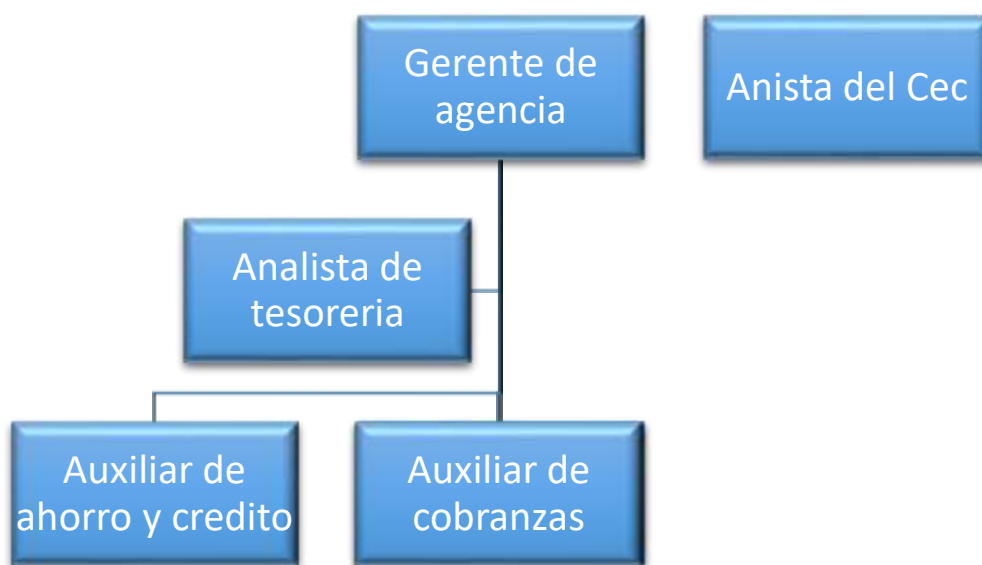 Gerente de
agencia
Anista del Cec
Analista de
tesoreria
Auxiliar de
ahorro y credito
Auxiliar de
cobranzas